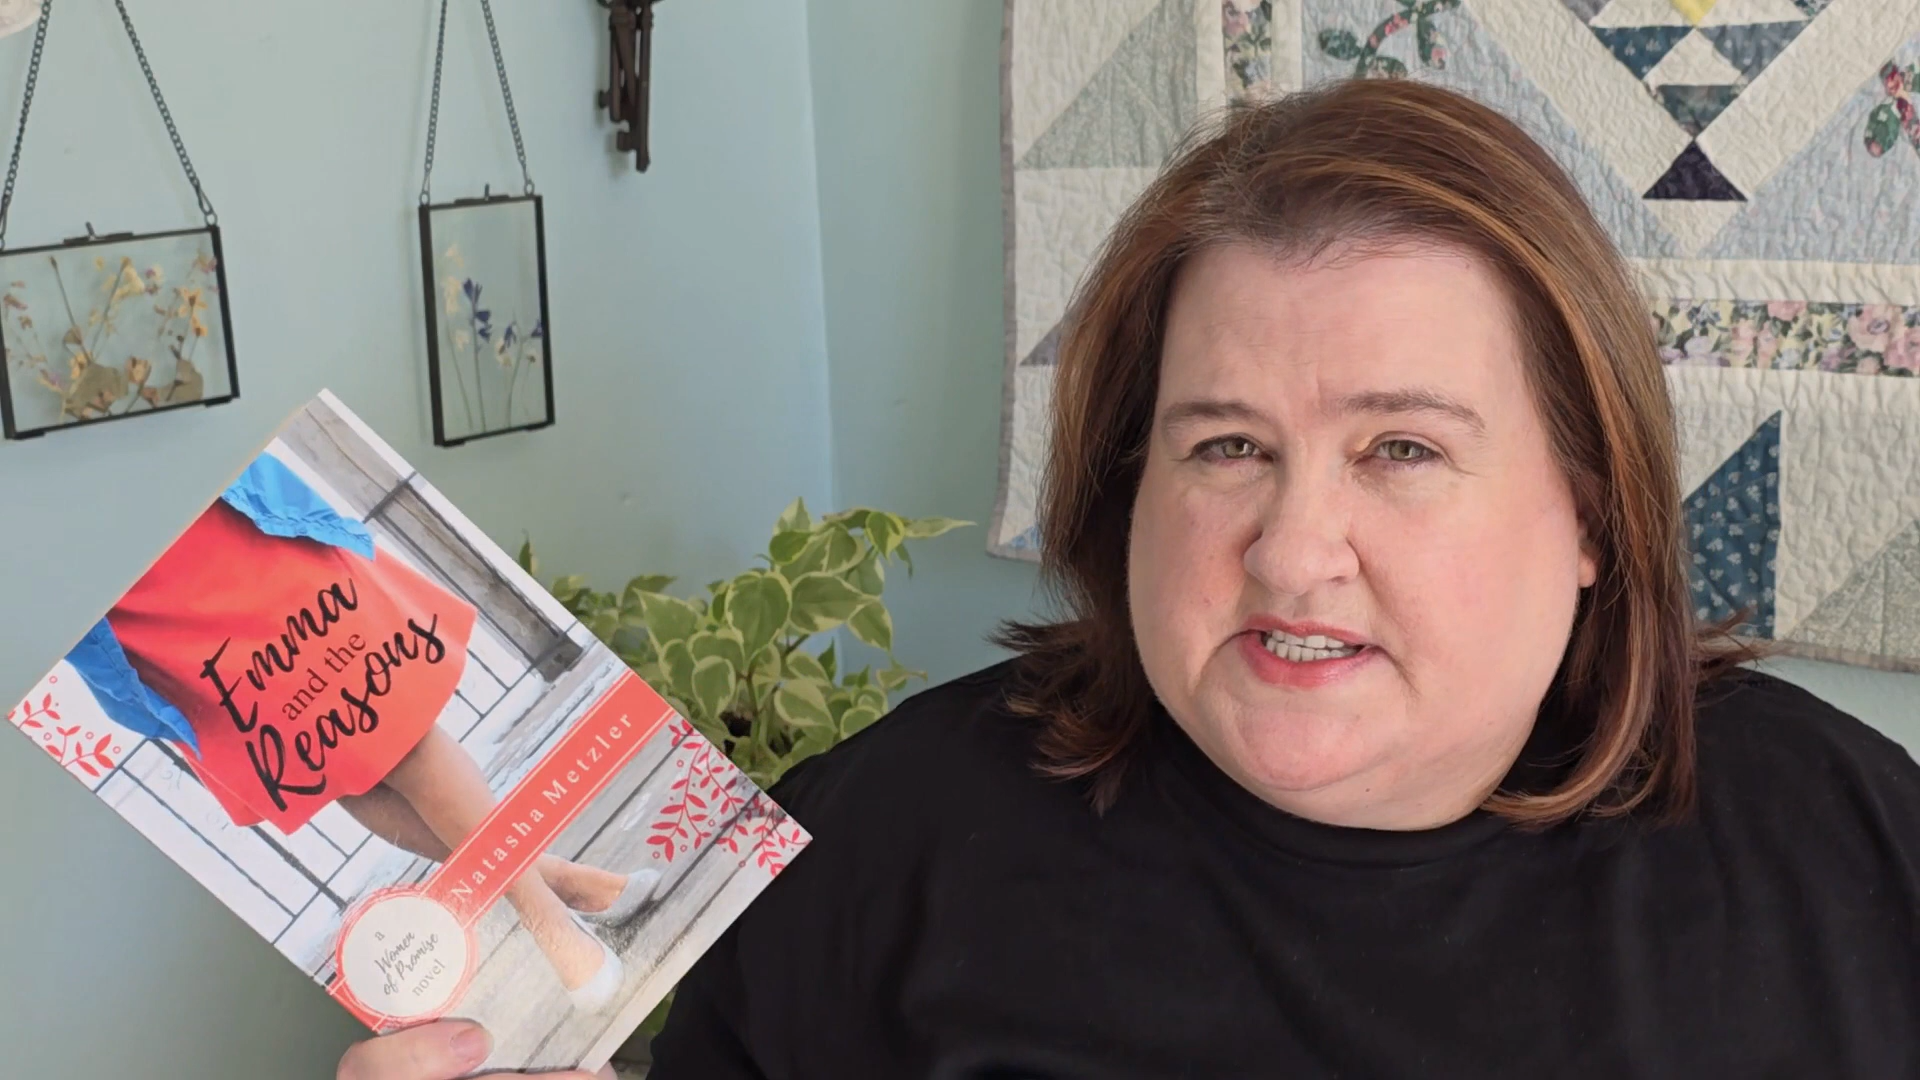 Emma
and the
Reasons
Natasha Metzler
a
Women
of Promise
novel